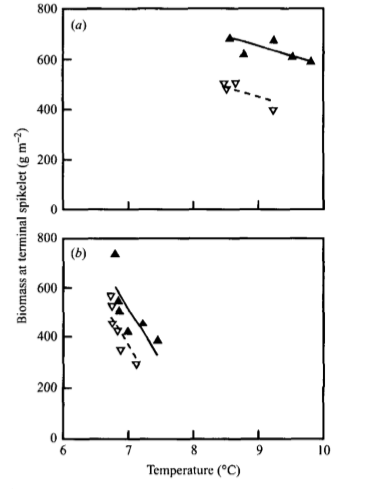 800
(a)
600
400
200
0
800
(b)
600
400
200
0
6 7 8 9 10
Temperature (°C)
Biomass at terminal spikelet (g m⁻²)